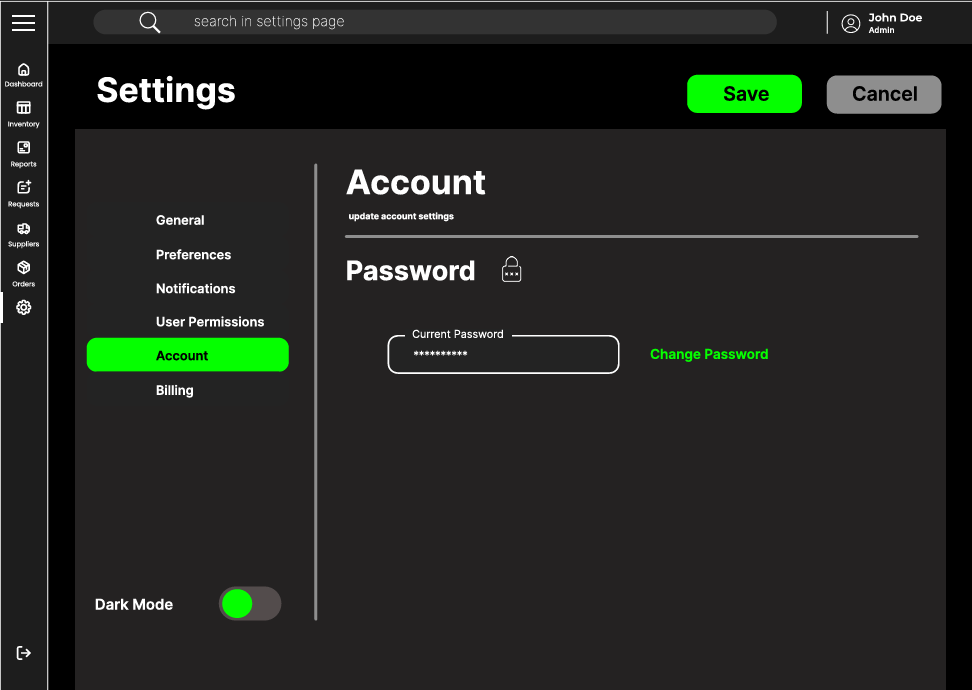 search in settings page
John Doe
Admin
Dashboard
Inventory
Reports
Requests
Suppliers
Orders
Settings
Save
Cancel
General
Preferences
Notifications
User Permissions
Account
Billing
Dark Mode
Account
update account settings
Password
Current Password
**********
Change Password